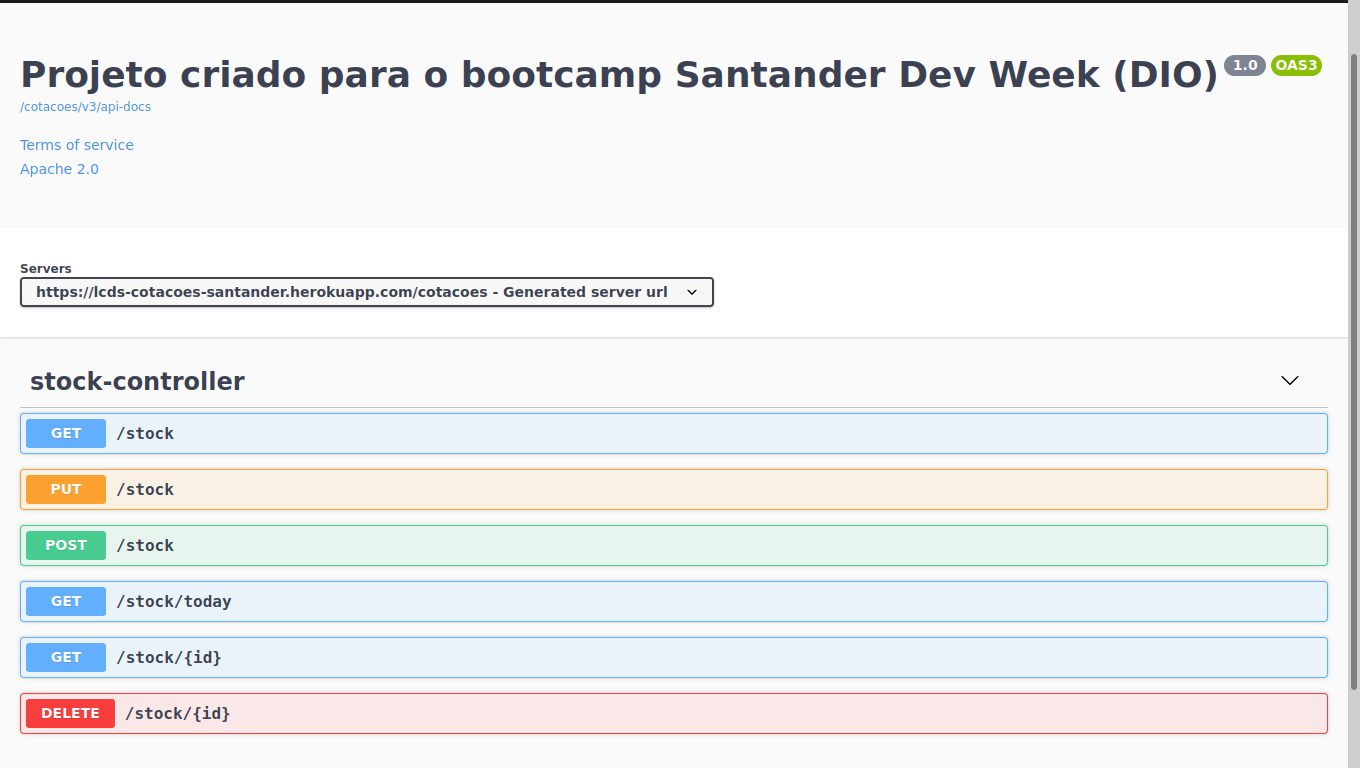 Projeto criado para o bootcamp Santander Dev Week (DIO) 1.0 OAS3
/cotacoes/v3/api-docs
Terms of service
Apache 2.0
Servers
https://lcds-cotacoes-santander.herokuapp.com/cotacoes - Generated server url
stock-controller
GET /stock
PUT /stock
POST /stock
GET /stock/today
GET /stock/{id}
DELETE /stock/{id}